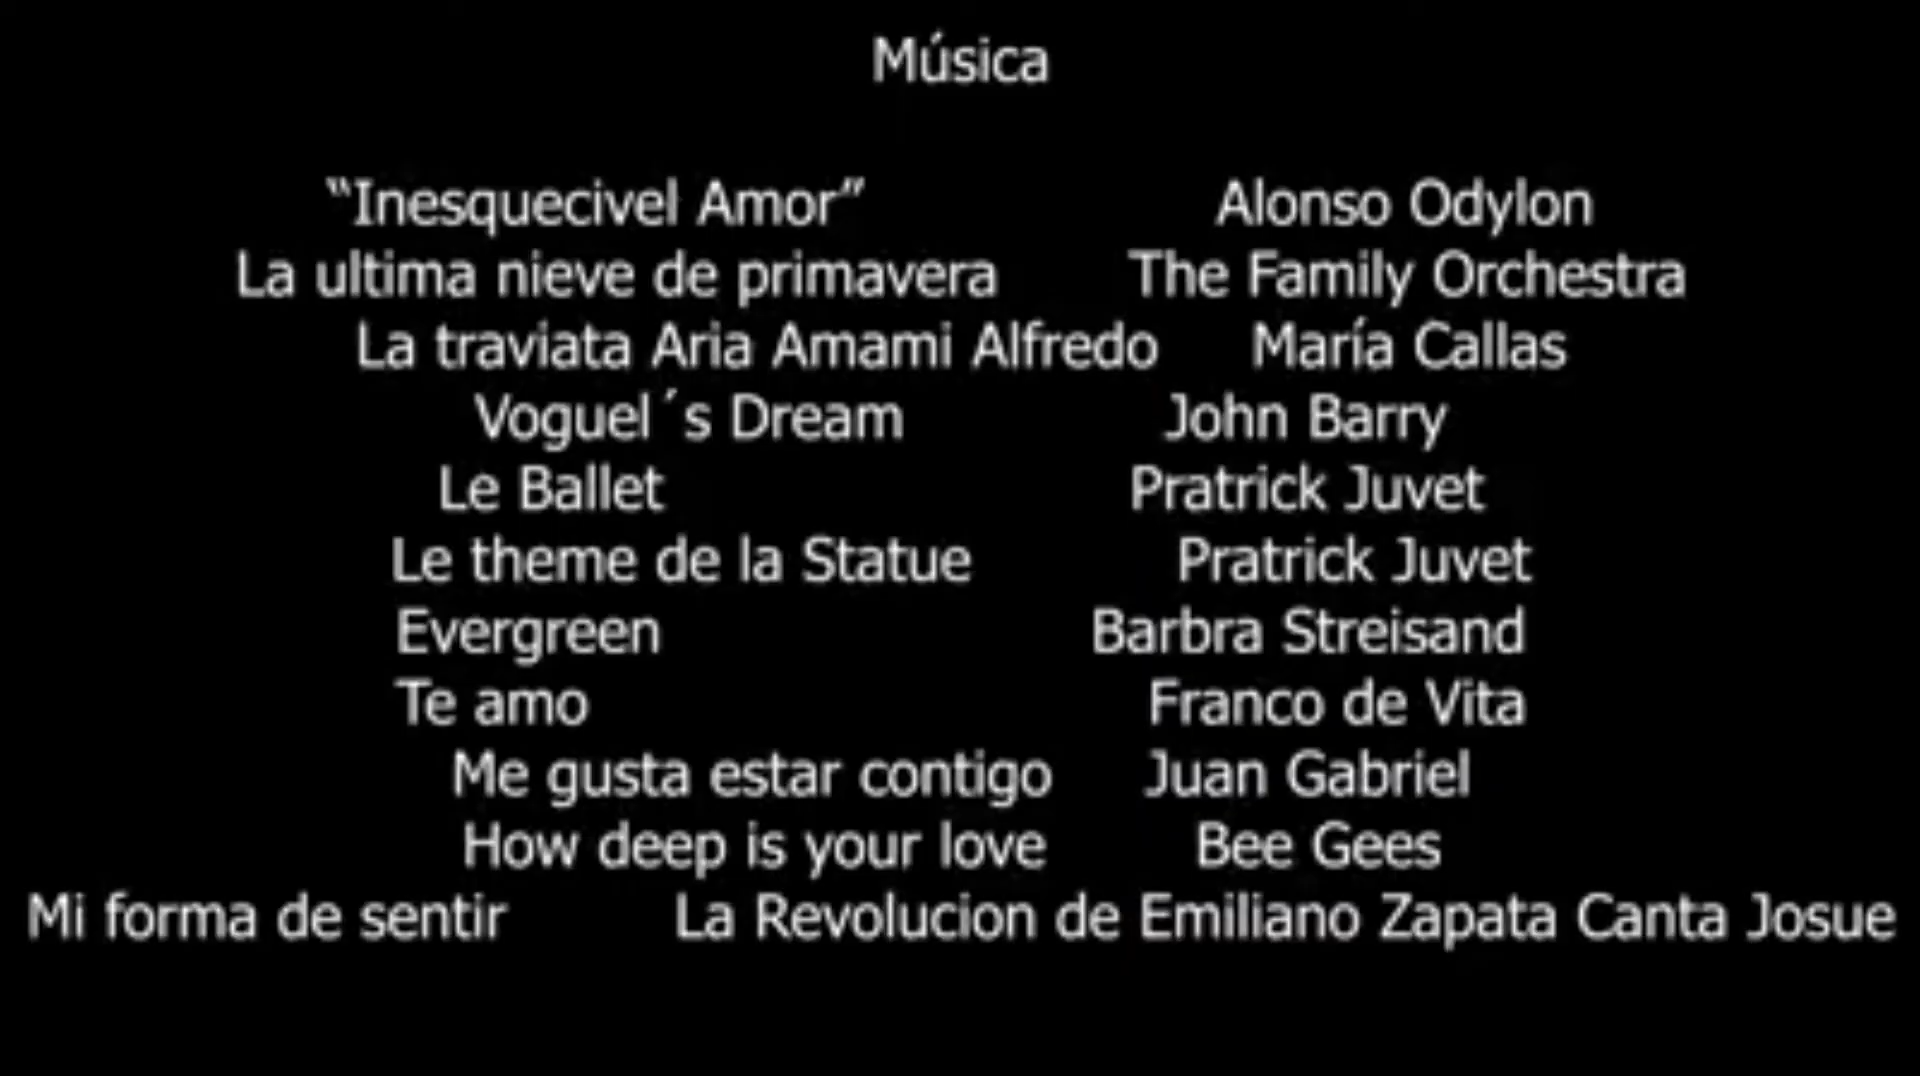 Música
“Inesquecivel Amor” Alonso Odylon
La ultima nieve de primavera The Family Orchestra
La traviata Aria Amami Alfredo María Callas
Voguel´s Dream John Barry
Le Ballet Pratrick Juvet
Le theme de la Statue Pratrick Juvet
Evergreen Barbra Streisand
Te amo Franco de Vita
Me gusta estar contigo Juan Gabriel
How deep is your love Bee Gees
Mi forma de sentir La Revolucion de Emiliano Zapata Canta Josue